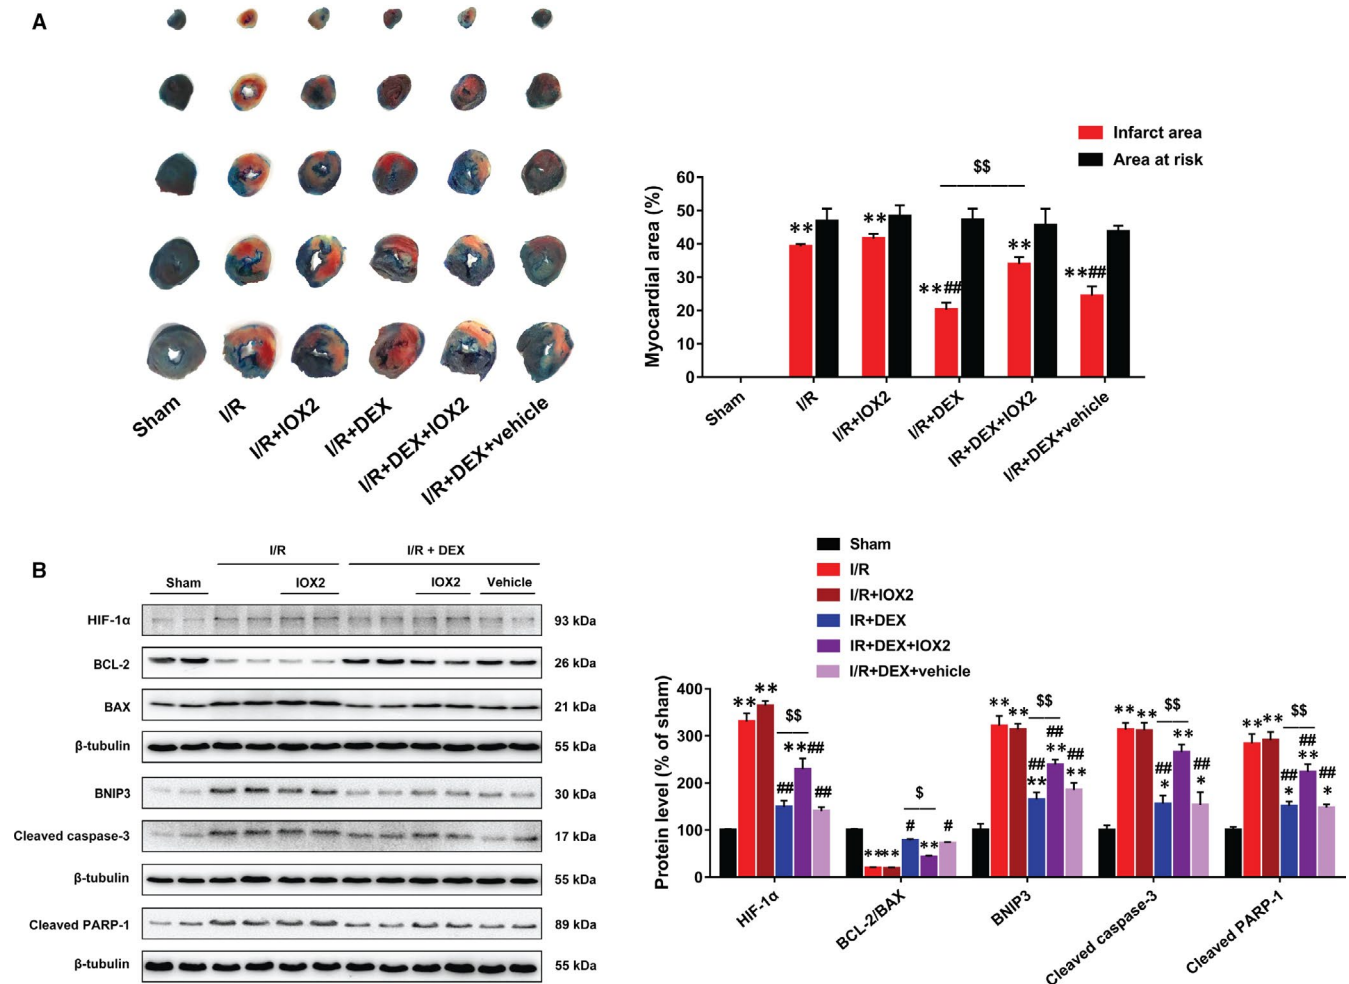 A
Sham
I/R
I/R+IOX2
I/R+DEX
I/R+DEX+IOX2
I/R+DEX+vehicle
Infarct area
Area at risk
Myocardial area (%)
60
50
40
30
20
10
0
**
**
**##
$$
**
**##
Sham
I/R
I/R+IOX2
I/R+DEX
IR+DEX+IOX2
I/R+DEX+vehicle
B
I/R
I/R + DEX
Sham
IOX2
IOX2
Vehicle
HIF-1α
93 kDa
BCL-2
26 kDa
BAX
21 kDa
β-tubulin
55 kDa
BNIP3
30 kDa
Cleaved caspase-3
17 kDa
β-tubulin
55 kDa
Cleaved PARP-1
89 kDa
β-tubulin
55 kDa
Sham
I/R
I/R+IOX2
IR+DEX
IR+DEX+IOX2
I/R+DEX+vehicle
Protein level (% of sham)
400
300
200
100
0
**
**
##
$$
**
##
##
**
**
#
$
**
#
**
**
##
**
$$
##
**
##
**
**
**
##
*
$$
**
##
*
**
**
##
*
$$
##
**
##
*
HIF-1α
BCL-2/BAX
BNIP3
Cleaved caspase-3
Cleaved PARP-1